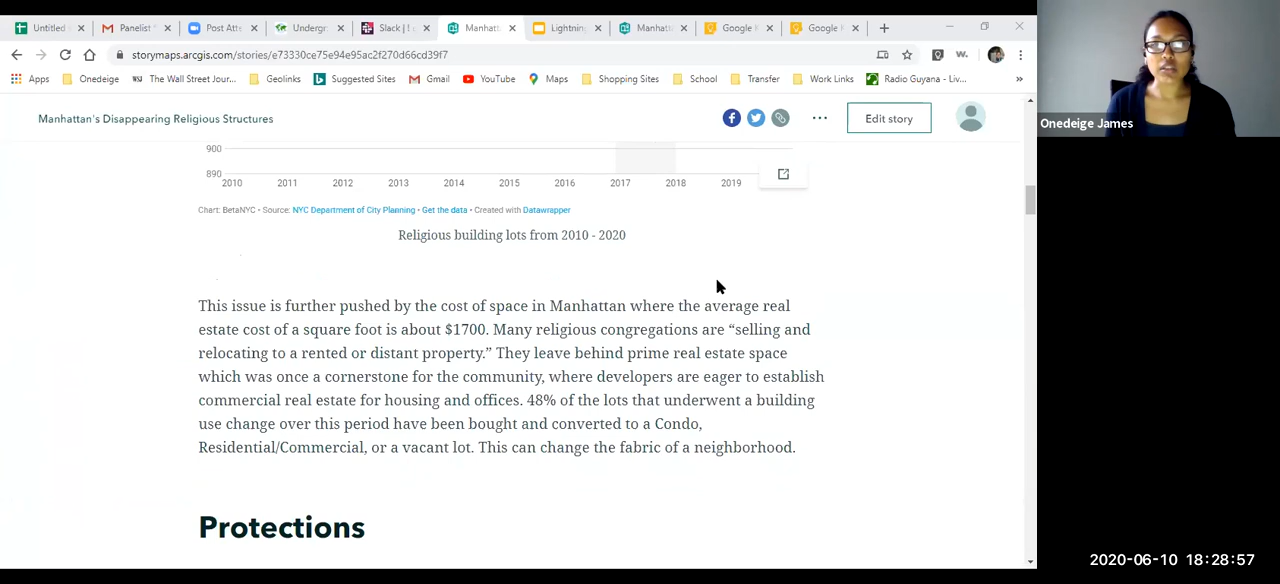 Untitled
Panelist
Post Atte
Undergr
Slack |
Manhatt
Lightnin
Manhatt
Google K
Google K
storymaps.arcgis.com/stories/e73330ce75e94e95ac2f270d66cd39f7
Apps Onedeige The Wall Street Jour... Geolinks Suggested Sites Gmail YouTube Maps Shopping Sites School Transfer Work Links Radio Guyana - Liv... »
Manhattan's Disappearing Religious Structures
Edit story
Onedeige James
900
890
2010 2011 2012 2013 2014 2015 2016 2017 2018 2019
Chart: BetaNYC • Source: NYC Department of City Planning • Get the data • Created with Datawrapper
Religious building lots from 2010 - 2020
This issue is further pushed by the cost of space in Manhattan where the average real
estate cost of a square foot is about $1700. Many religious congregations are “selling and
relocating to a rented or distant property.” They leave behind prime real estate space
which was once a cornerstone for the community, where developers are eager to establish
commercial real estate for housing and offices. 48% of the lots that underwent a building
use change over this period have been bought and converted to a Condo,
Residential/Commercial, or a vacant lot. This can change the fabric of a neighborhood.
Protections
2020-06-10 18:28:57